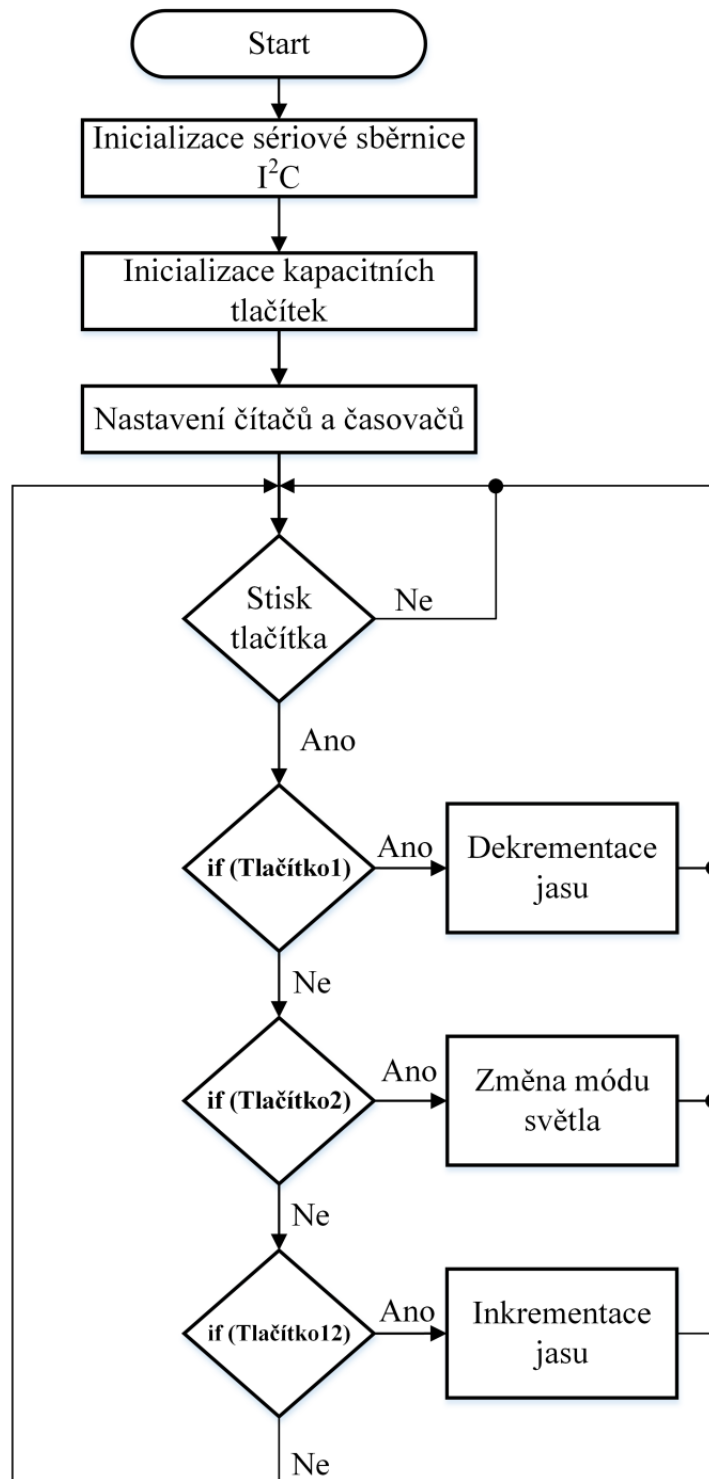 Start
Inicializace sériové sběrnice
I²C
Inicializace kapacitních
tlačítek
Nastavení čítačů a časovačů
Stisk
tlačítka
Ne
Ano
if (Tlačítko1)
Ano
Dekrementace
jasu
Ne
if (Tlačítko2)
Ano
Změna módu
světla
Ne
if (Tlačítko12)
Ano
Inkrementace
jasu
Ne